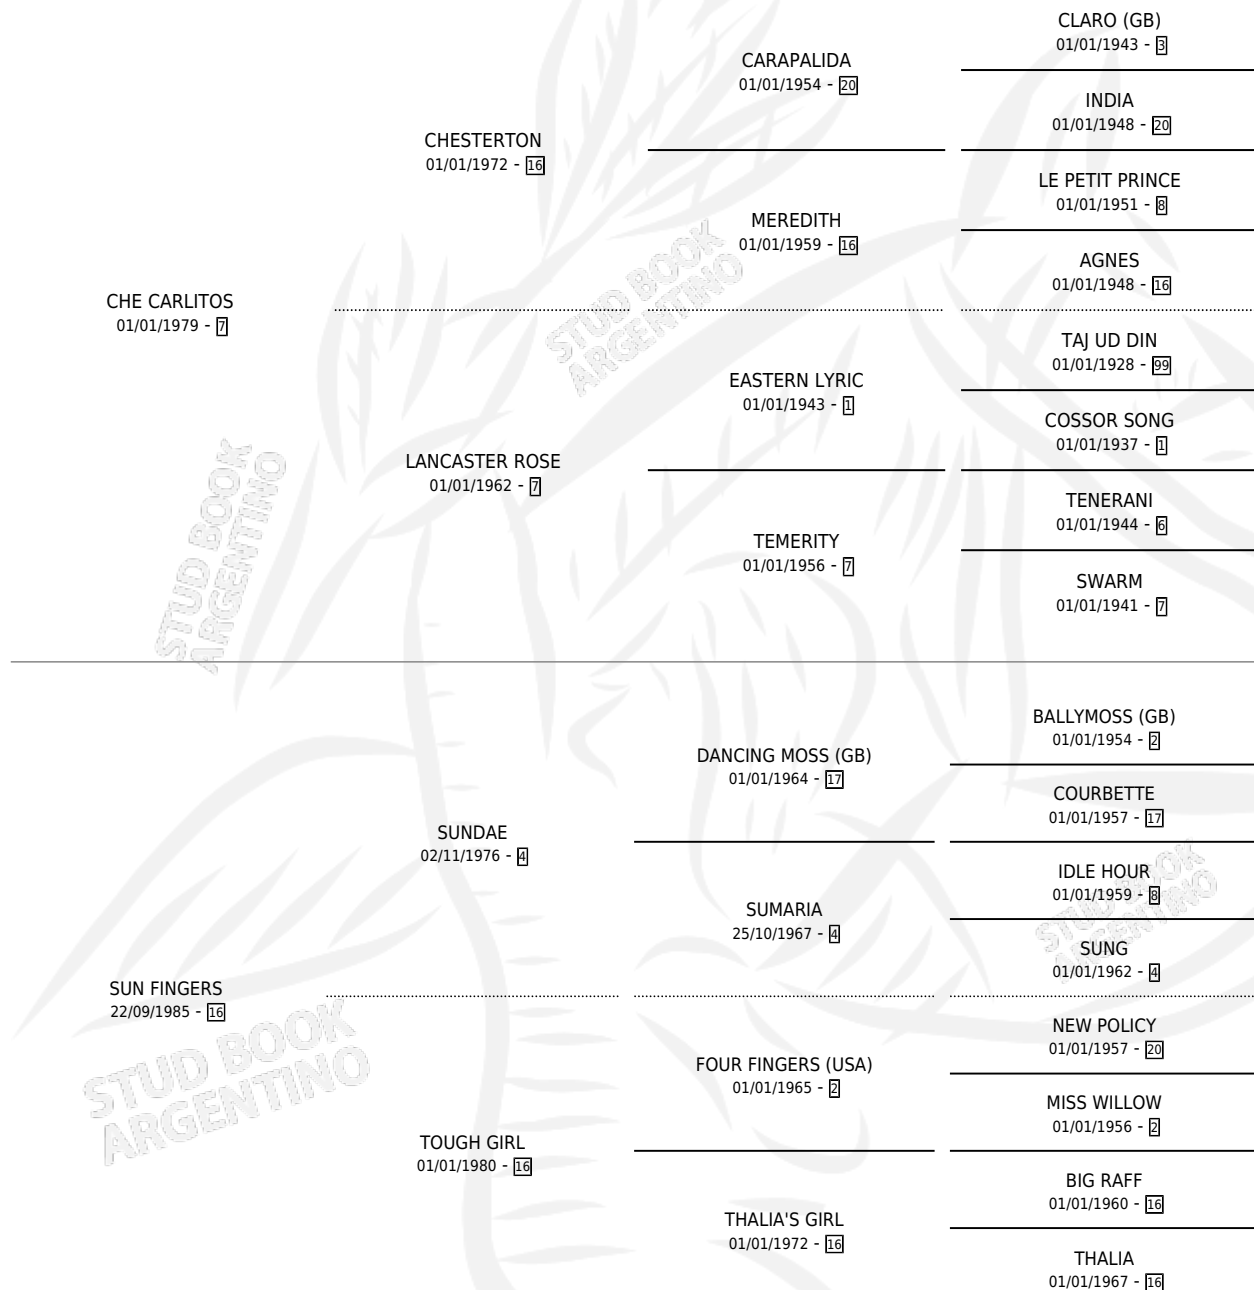 CLARO (GB)
01/01/1943 - 3
CARAPALIDA
01/01/1954 - 20
INDIA
01/01/1948 - 20
CHESTERTON
01/01/1972 - 16
LE PETIT PRINCE
01/01/1951 - 8
MEREDITH
01/01/1959 - 16
AGNES
01/01/1948 - 16
CHE CARLITOS
01/01/1979 - 7
TAJ UD DIN
01/01/1928 - 99
EASTERN LYRIC
01/01/1943 - 1
COSSOR SONG
01/01/1937 - 1
LANCASTER ROSE
01/01/1962 - 7
TENERANI
01/01/1944 - 6
TEMERITY
01/01/1956 - 7
SWARM
01/01/1941 - 7
BALLYMOSS (GB)
01/01/1954 - 2
DANCING MOSS (GB)
01/01/1964 - 17
COURBETTE
01/01/1957 - 17
SUNDAE
02/11/1976 - 4
IDLE HOUR
01/01/1959 - 8
SUMARIA
25/10/1967 - 4
SUNG
01/01/1962 - 4
SUN FINGERS
22/09/1985 - 16
NEW POLICY
01/01/1957 - 20
FOUR FINGERS (USA)
01/01/1965 - 2
MISS WILLOW
01/01/1956 - 2
TOUGH GIRL
01/01/1980 - 16
BIG RAFF
01/01/1960 - 16
THALIA'S GIRL
01/01/1972 - 16
THALIA
01/01/1967 - 16
STUD BOOK
ARGENTINO
STUD BOOK
ARGENTINO
STUD BOOK
ARGENTINO
STUD BOOK
ARGENTINO